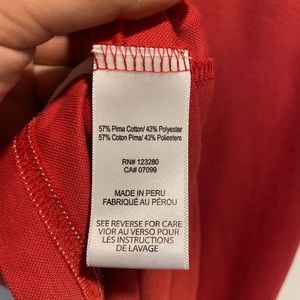 57% Pima Cotton/ 43% Polyester
57% Coton Pima/ 43% Poliesters
RN# 123280
CA# 07099
MADE IN PERU
FABRIQUÉ AU PÉROU
SEE REVERSE FOR CARE
VIOR AU VERSO POUR
LES INSTRUCTIONS
DE LAVAGE